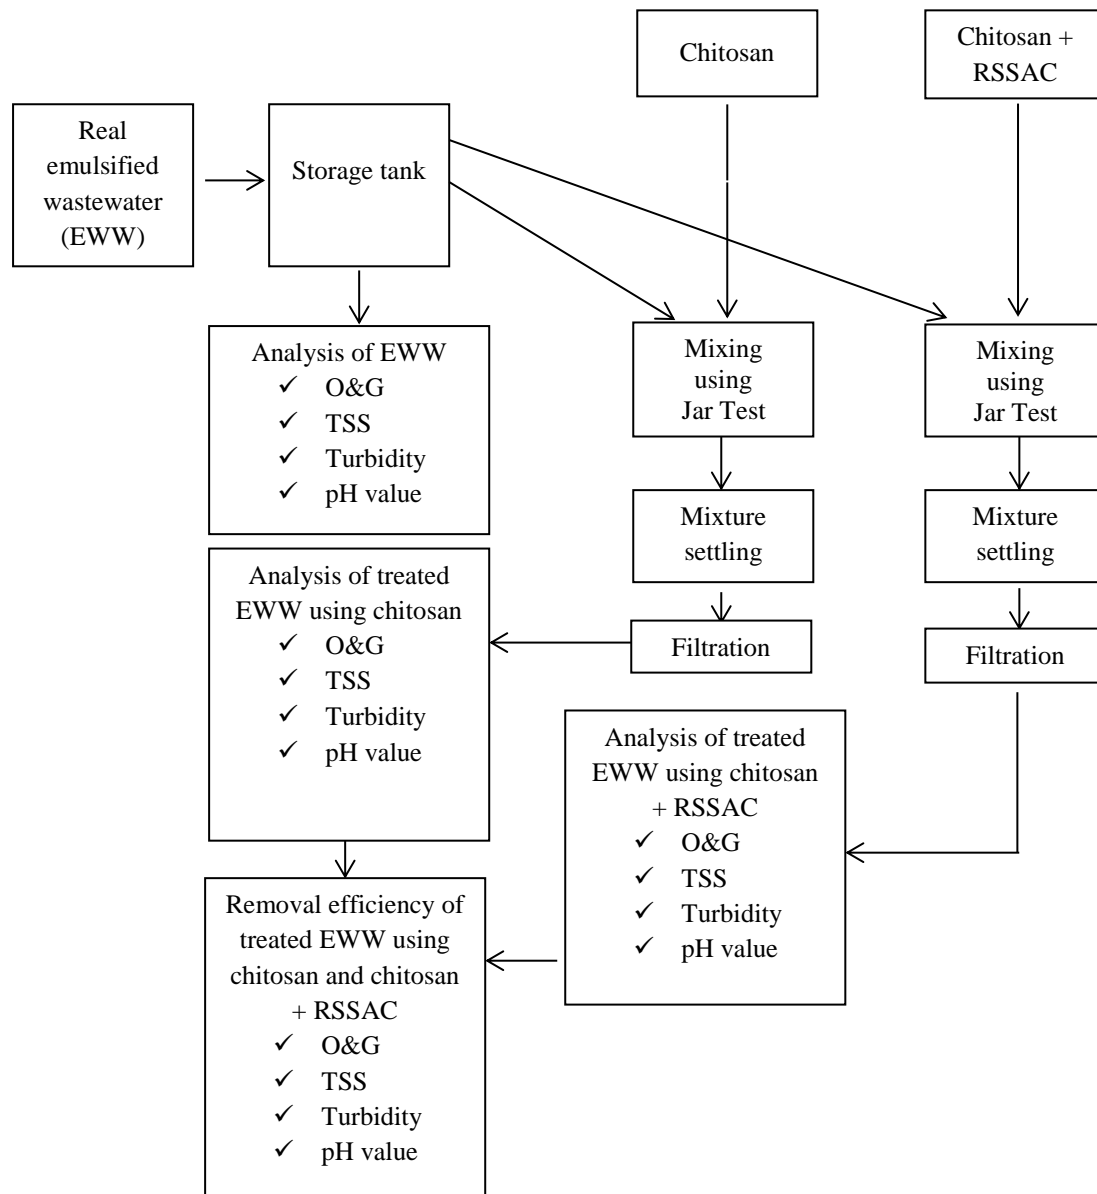 Real
emulsified
wastewater
(EWW)
Storage tank
Chitosan
Chitosan +
RSSAC
Analysis of EWW
✓ O&G
✓ TSS
✓ Turbidity
✓ pH value
Mixing
using
Jar Test
Mixing
using
Jar Test
Mixture
settling
Mixture
settling
Filtration
Filtration
Analysis of treated
EWW using chitosan
✓ O&G
✓ TSS
✓ Turbidity
✓ pH value
Analysis of treated
EWW using chitosan
+ RSSAC
✓ O&G
✓ TSS
✓ Turbidity
✓ pH value
Removal efficiency of
treated EWW using
chitosan and chitosan
+ RSSAC
✓ O&G
✓ TSS
✓ Turbidity
✓ pH value